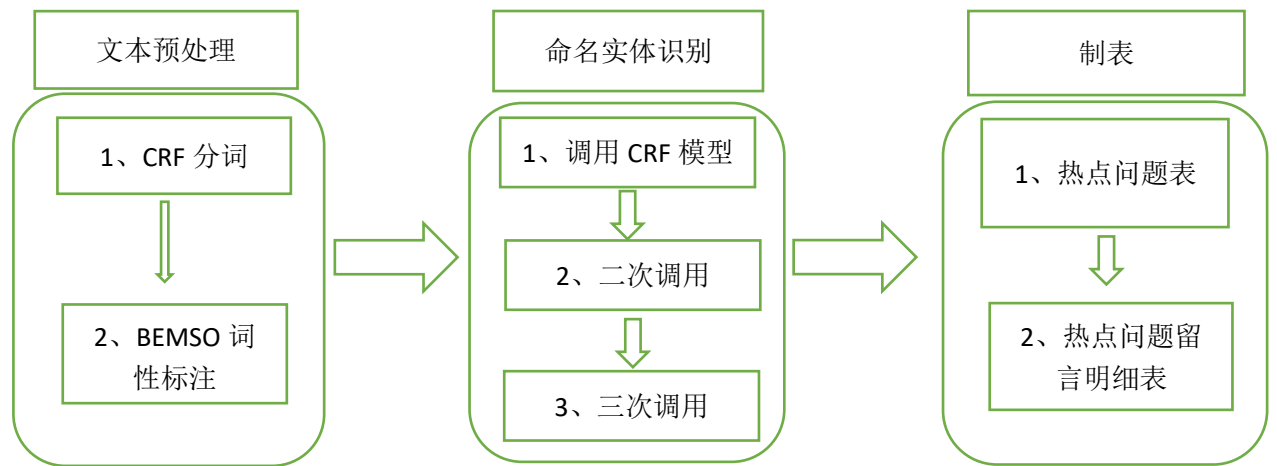 文本预处理
1、CRF 分词
2、BEMSO 词
性标注
命名实体识别
1、调用 CRF 模型
2、二次调用
3、三次调用
制表
1、热点问题表
2、热点问题留
言明细表